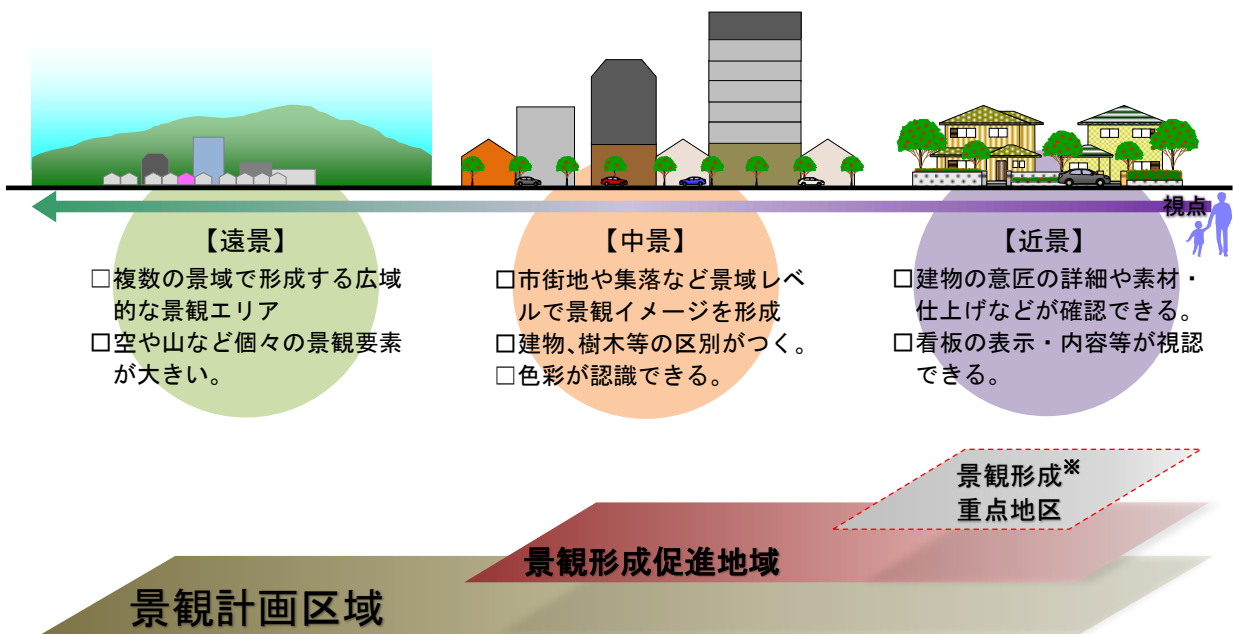 視点
【遠景】
□複数の景域で形成する広域
的な景観エリア
□空や山など個々の景観要素
が大きい。
【中景】
□市街地や集落など景域レベ
ルで景観イメージを形成
□建物、樹木等の区別がつく。
□色彩が認識できる。
【近景】
□建物の意匠の詳細や素材・
仕上げなどが確認できる。
□看板の表示・内容等が視認
できる。
景観形成※
重点地区
景観形成促進地域
景観計画区域